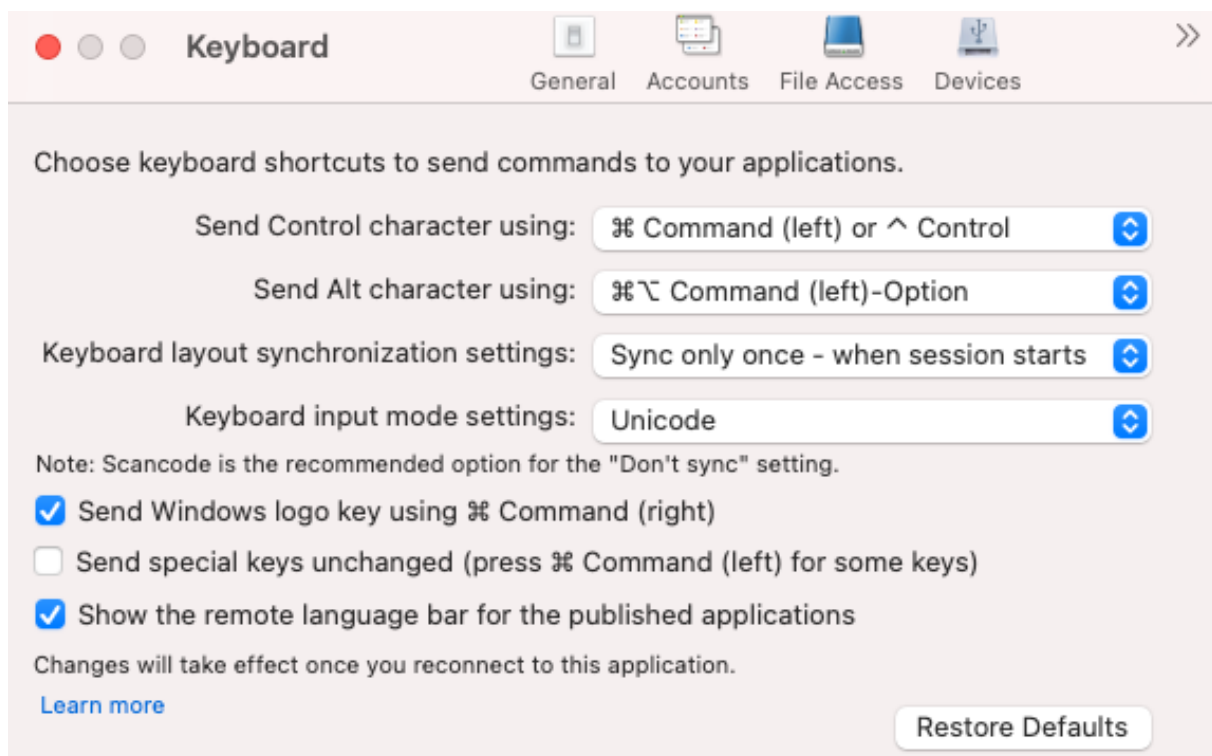 Keyboard
General Accounts File Access Devices
Choose keyboard shortcuts to send commands to your applications.
Send Control character using: ⌘ Command (left) or ^ Control
Send Alt character using: ⌘⌥ Command (left)-Option
Keyboard layout synchronization settings: Sync only once - when session starts
Keyboard input mode settings: Unicode
Note: Scancode is the recommended option for the "Don't sync" setting.
Send Windows logo key using ⌘ Command (right)
Send special keys unchanged (press ⌘ Command (left) for some keys)
Show the remote language bar for the published applications
Changes will take effect once you reconnect to this application.
Learn more
Restore Defaults